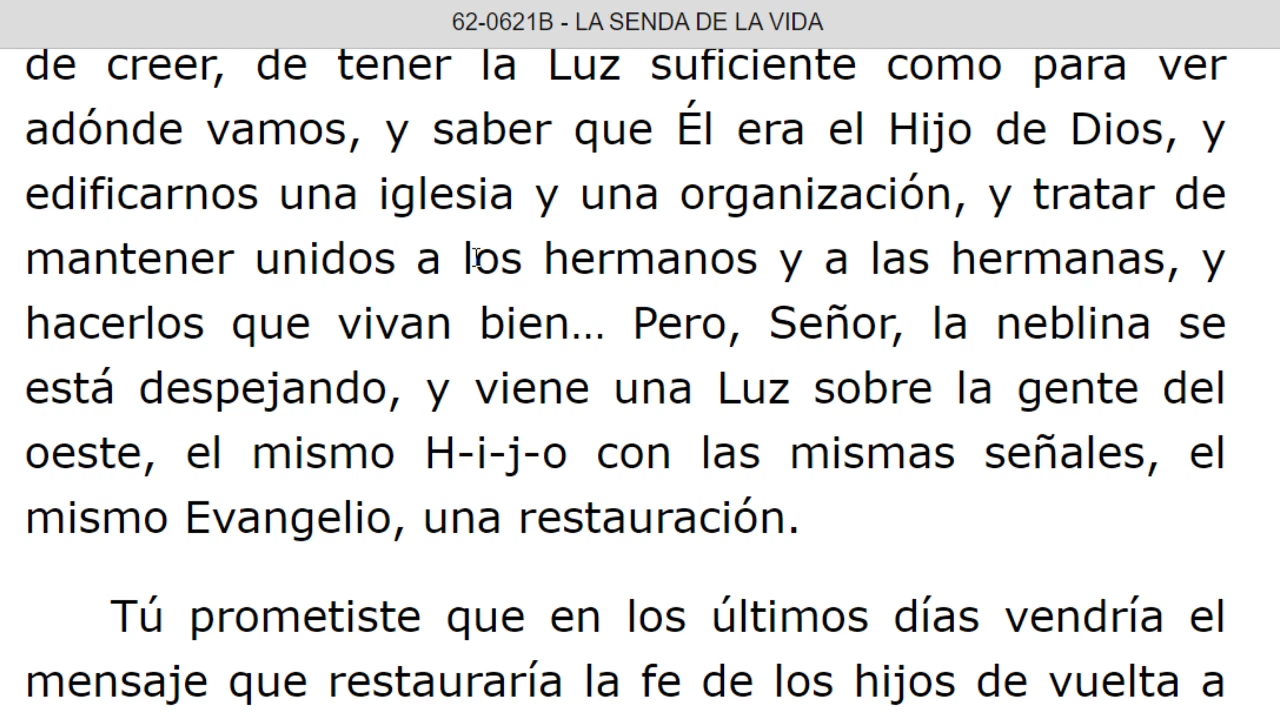 62-0621B - LA SENDA DE LA VIDA
de creer, de tener la Luz suficiente como para ver
adónde vamos, y saber que Él era el Hijo de Dios, y
edificarnos una iglesia y una organización, y tratar de
mantener unidos a los hermanos y a las hermanas, y
hacerlos que vivan bien... Pero, Señor, la neblina se
está despejando, y viene una Luz sobre la gente del
oeste, el mismo H-i-j-o con las mismas señales, el
mismo Evangelio, una restauración.
Tú prometiste que en los últimos días vendría el
mensaje que restauraría la fe de los hijos de vuelta a